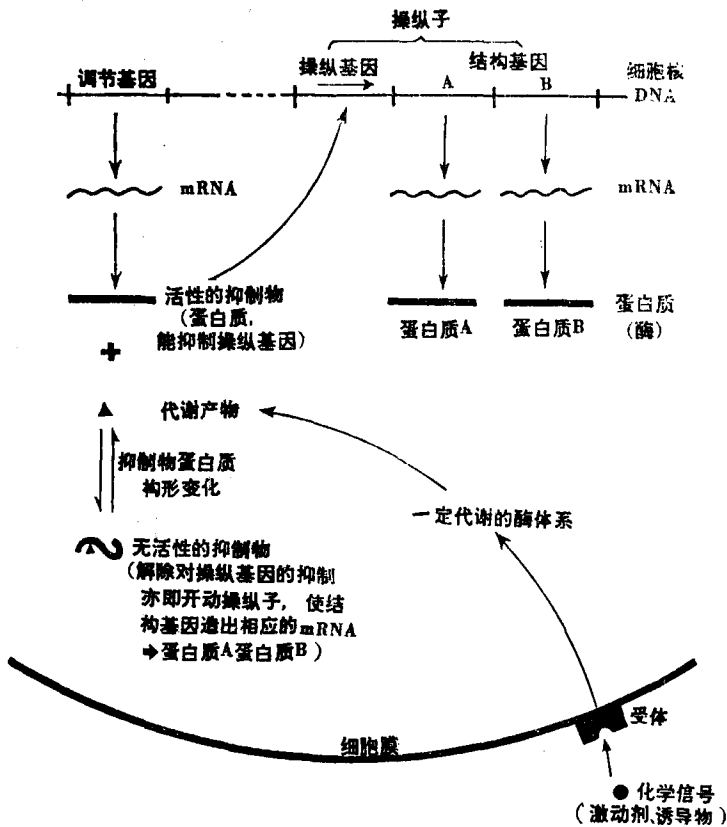 操纵子
操纵基因
结构基因
调节基因
A
B
细胞核
DNA
mRNA
mRNA
活性的抑制物
(蛋白质,
能抑制操纵基因)
蛋白质A
蛋白质B
蛋白质
(酶)
+
代谢产物
抑制物蛋白质
构形变化
一定代谢的酶体系
无活性的抑制物
(解除对操纵基因的抑制
亦即开动操纵子, 使结
构基因造出相应的mRNA
➔蛋白质A蛋白质B)
受体
细胞膜
化学信号
(激动剂、诱导物)